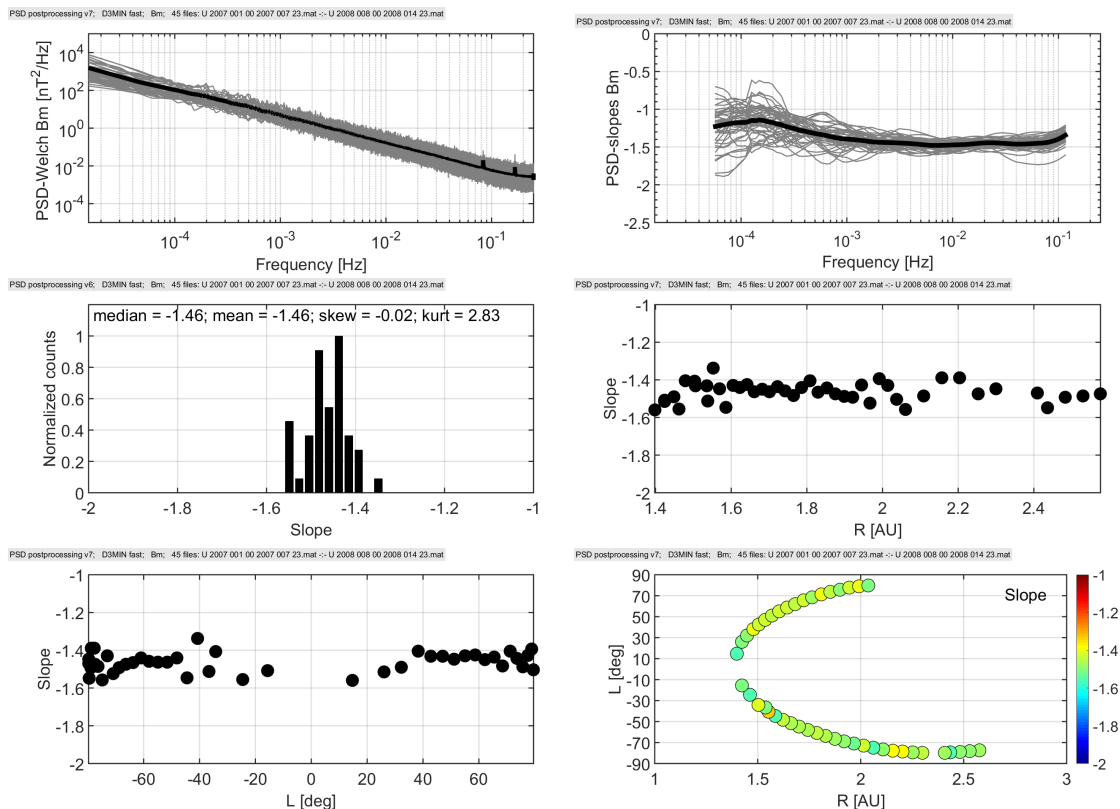 PSD postprocessing v7; D3MIN fast; Bm; 45 files: U 2007 001 00 2007 007 23.mat -:- U 2008 008 00 2008 014 23.mat
10^4
10^2
10^0
10^-2
10^-4
PSD-Welch Bm [nT^2/Hz]
10^-4 10^-3 10^-2 10^-1
Frequency [Hz]
PSD postprocessing v7; D3MIN fast; Bm; 45 files: U 2007 001 00 2007 007 23.mat -:- U 2008 008 00 2008 014 23.mat
0
-0.5
-1
-1.5
-2
-2.5
PSD-slopes Bm
10^-4 10^-3 10^-2 10^-1
Frequency [Hz]
PSD postprocessing v6; D3MIN fast; Bm; 45 files: U 2007 001 00 2007 007 23.mat -:- U 2008 008 00 2008 014 23.mat
median = -1.46; mean = -1.46; skew = -0.02; kurt = 2.83
1
0.8
0.6
0.4
0.2
0
Normalized counts
-2 -1.8 -1.6 -1.4 -1.2 -1
Slope
PSD postprocessing v7; D3MIN fast; Bm; 45 files: U 2007 001 00 2007 007 23.mat -:- U 2008 008 00 2008 014 23.mat
-1
-1.2
-1.4
-1.6
-1.8
-2
Slope
1.4 1.6 1.8 2 2.2 2.4
R [AU]
PSD postprocessing v7; D3MIN fast; Bm; 45 files: U 2007 001 00 2007 007 23.mat -:- U 2008 008 00 2008 014 23.mat
-1
-1.2
-1.4
-1.6
-1.8
-2
Slope
-60 -40 -20 0 20 40 60
L [deg]
PSD postprocessing v7; D3MIN fast; Bm; 45 files: U 2007 001 00 2007 007 23.mat -:- U 2008 008 00 2008 014 23.mat
90
70
50
30
10
-10
-30
-50
-70
-90
L [deg]
Slope
1 1.5 2 2.5 3
R [AU]
-1
-1.2
-1.4
-1.6
-1.8
-2